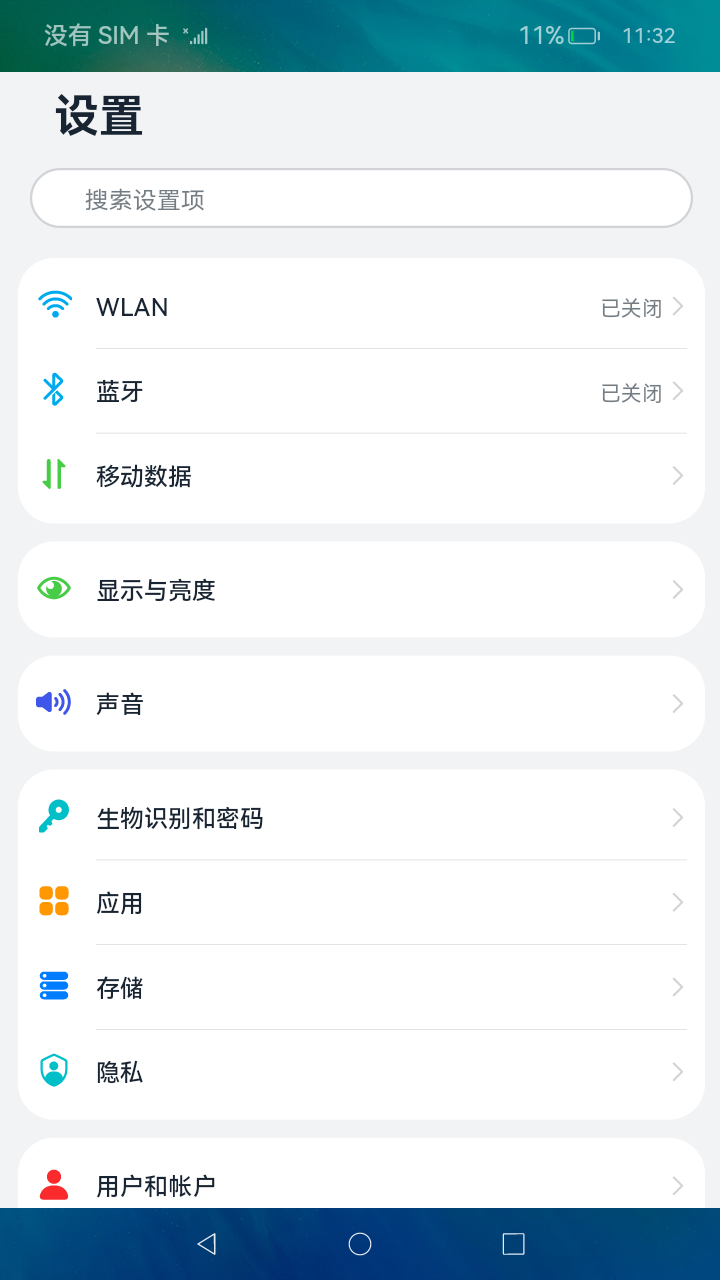 没有 SIM 卡
11%
11:32
设置
搜索设置项
WLAN 已关闭
蓝牙 已关闭
移动数据
显示与亮度
声音
生物识别和密码
应用
存储
隐私
用户和帐户